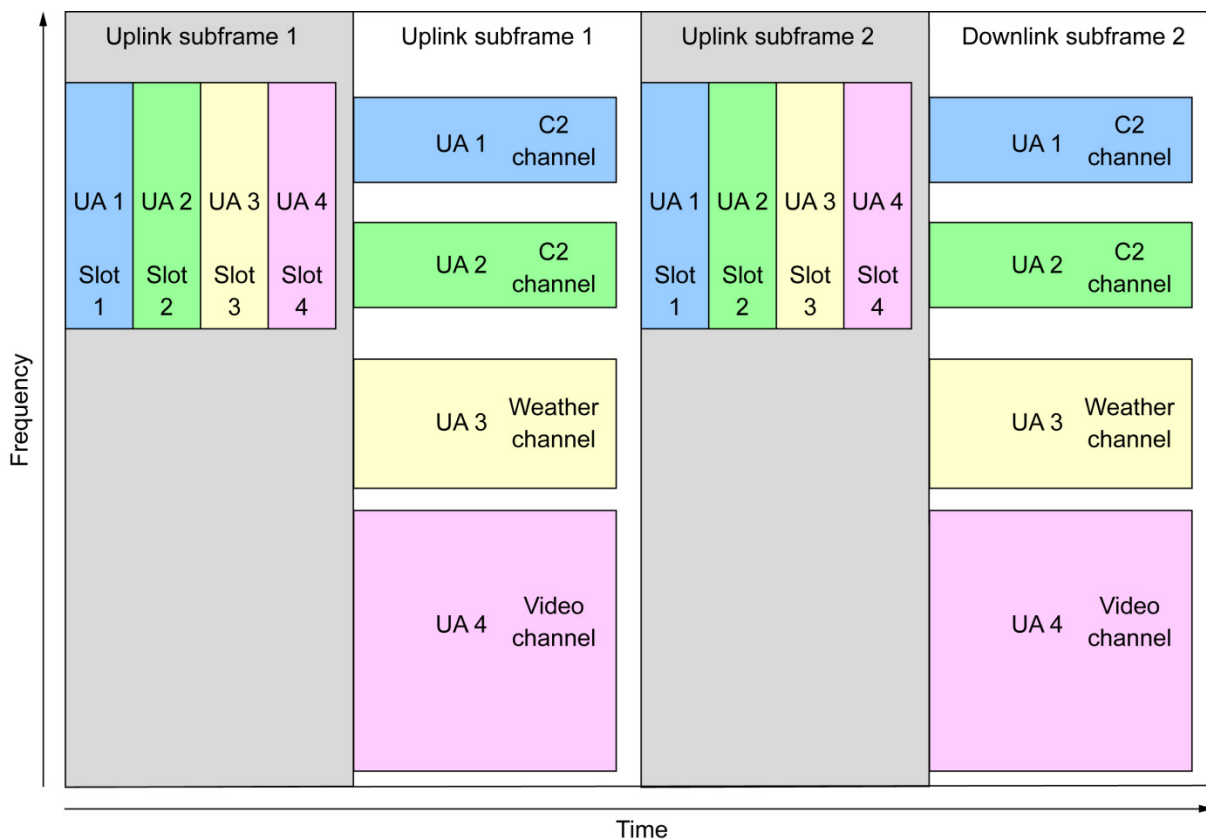 Uplink subframe 1
Uplink subframe 1
Uplink subframe 2
Downlink subframe 2
UA 1
UA 2
UA 3
UA 4
Slot
1
Slot
2
Slot
3
Slot
4
UA 1
C2
channel
UA 2
C2
channel
UA 3
Weather
channel
UA 4
Video
channel
UA 1
UA 2
UA 3
UA 4
Slot
1
Slot
2
Slot
3
Slot
4
UA 1
C2
channel
UA 2
C2
channel
UA 3
Weather
channel
UA 4
Video
channel
Frequency
Time